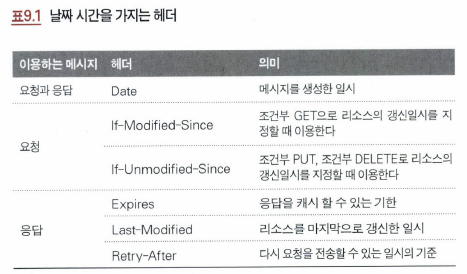 표9.1 날짜 시간을 가지는 헤더
이용하는 메시지 헤더 의미
요청과 응답 Date 메시지를 생성한 일시
요청 If-Modified-Since 조건부 GET으로 리소스의 갱신일시를 지
정할 때 이용한다
If-Unmodified-Since 조건부 PUT, 조건부 DELETE로 리소스의
갱신일시를 지정할 때 이용한다
응답 Expires 응답을 캐시 할 수 있는 기한
Last-Modified 리소스를 마지막으로 갱신한 일시
Retry-After 다시 요청을 전송할 수 있는 일시의 기준